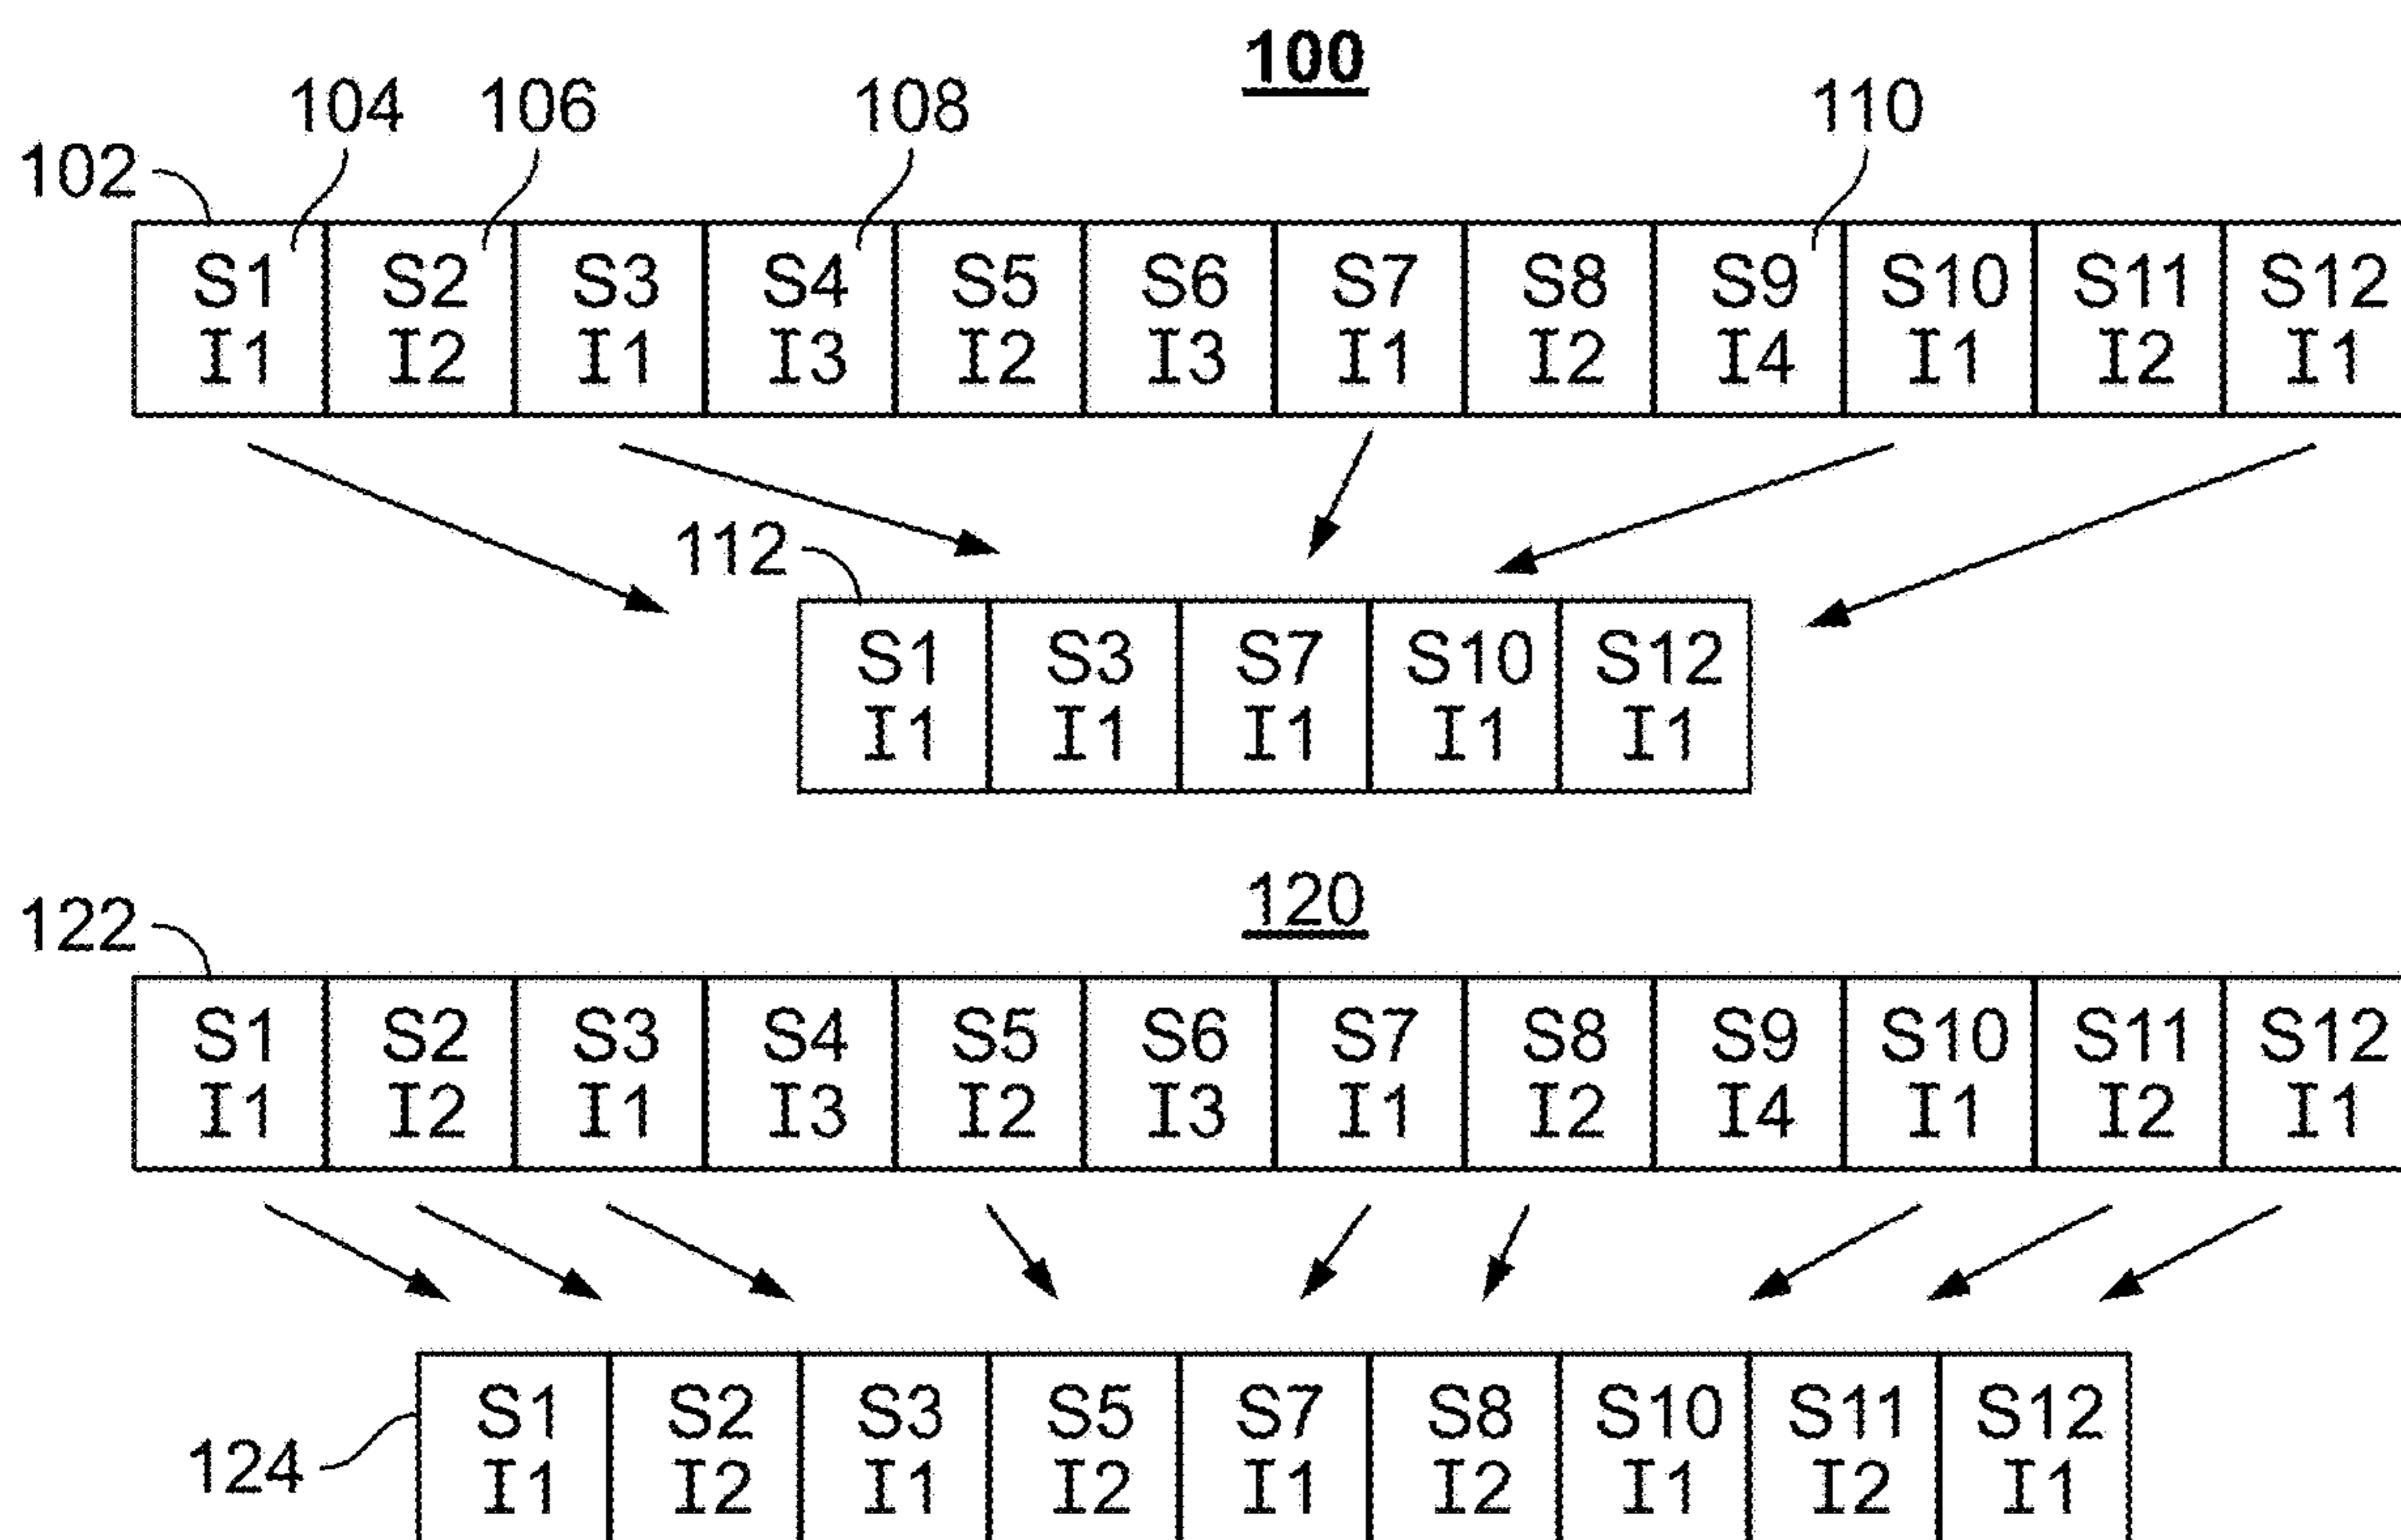 100
104 106 108 110
102
S1 S2 S3 S4 S5 S6 S7 S8 S9 S10 S11 S12
I1 I2 I1 I3 I2 I3 I1 I2 I4 I1 I2 I1
112
S1 S3 S7 S10 S12
I1 I1 I1 I1 I1
120
122
S1 S2 S3 S4 S5 S6 S7 S8 S9 S10 S11 S12
I1 I2 I1 I3 I2 I3 I1 I2 I4 I1 I2 I1
S1 S2 S3 S5 S7 S8 S10 S11 S12
124
I1 I2 I1 I2 I1 I2 I1 I2 I1